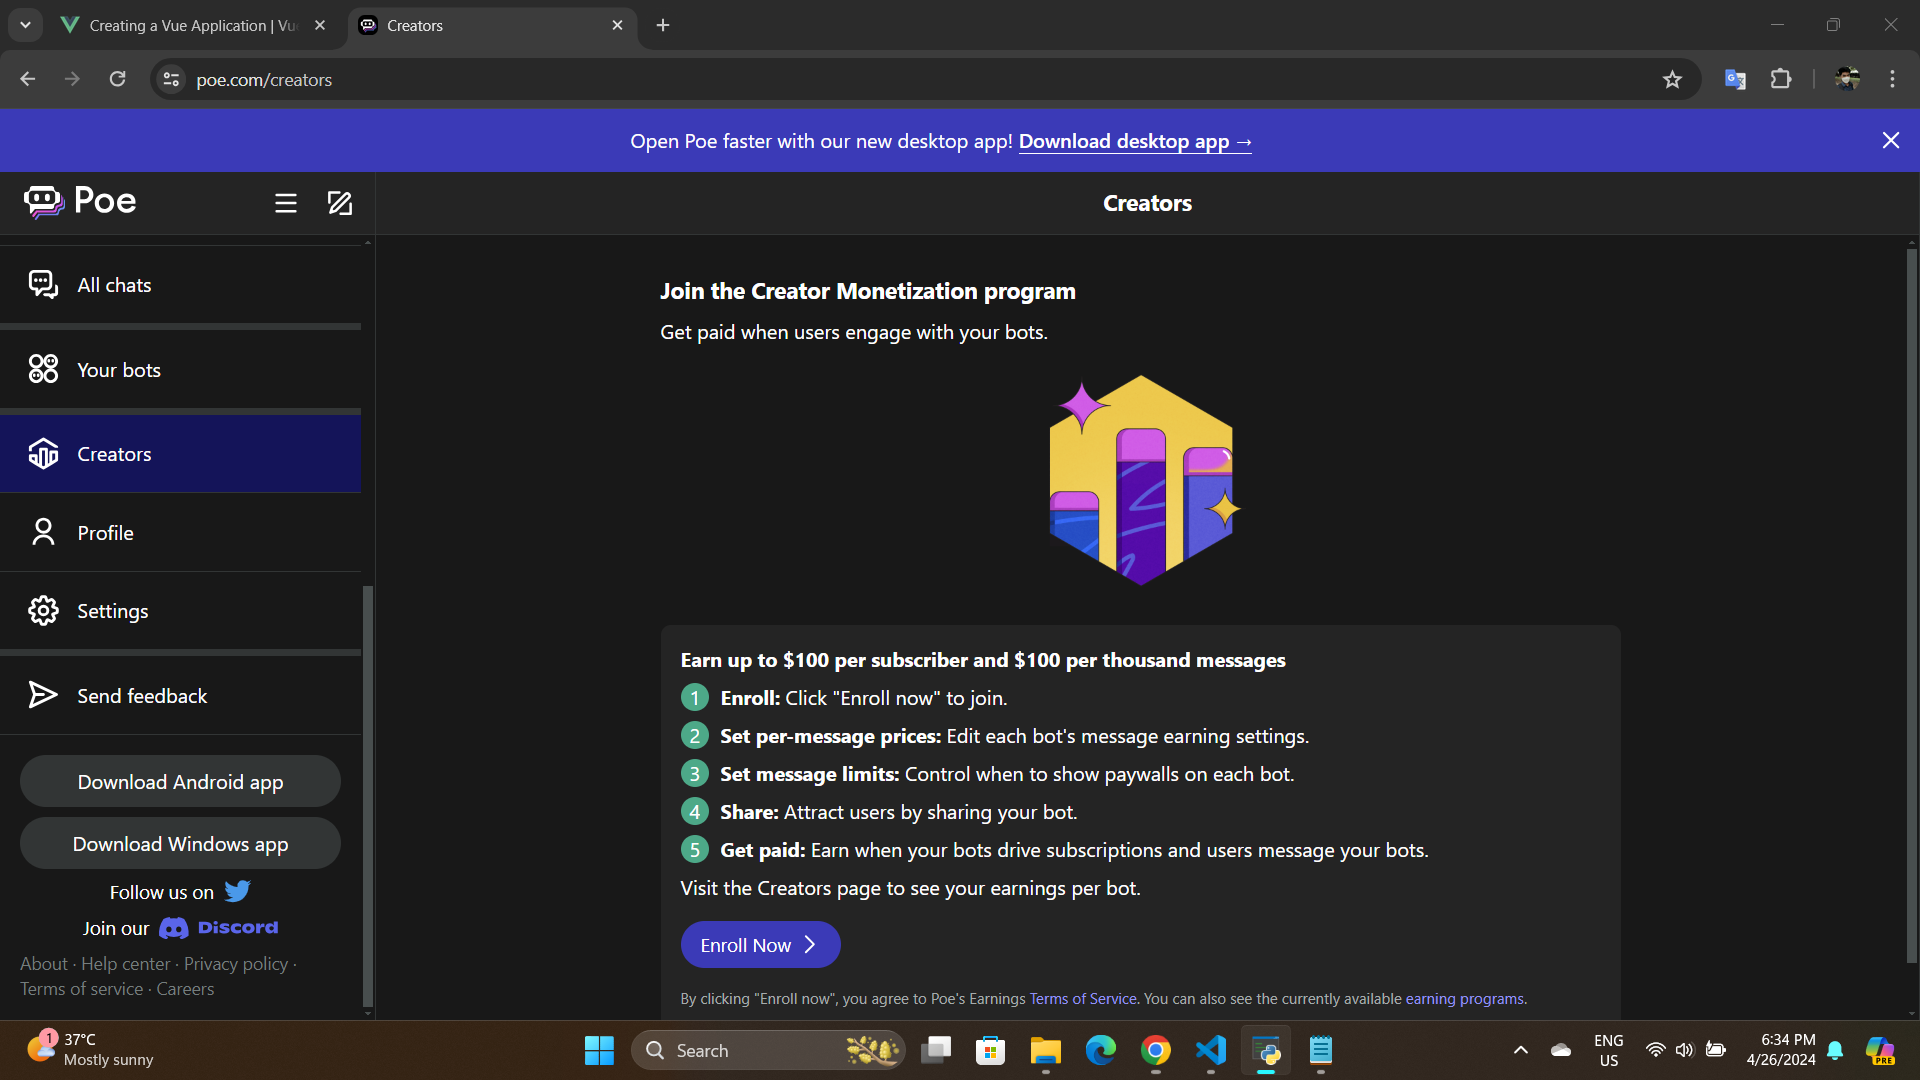 Creating a Vue Application | Vu
Creators
poe.com/creators
Open Poe faster with our new desktop app! Download desktop app →
Poe
Creators
All chats
Your bots
Creators
Profile
Settings
Send feedback
Download Android app
Download Windows app
Follow us on
Join our Discord
About · Help center · Privacy policy ·
Terms of service · Careers
Join the Creator Monetization program
Get paid when users engage with your bots.
Earn up to $100 per subscriber and $100 per thousand messages
1 Enroll: Click "Enroll now" to join.
2 Set per-message prices: Edit each bot's message earning settings.
3 Set message limits: Control when to show paywalls on each bot.
4 Share: Attract users by sharing your bot.
5 Get paid: Earn when your bots drive subscriptions and users message your bots.
Visit the Creators page to see your earnings per bot.
Enroll Now
By clicking "Enroll now", you agree to Poe's Earnings Terms of Service. You can also see the currently available earning programs.
1
37°C
Mostly sunny
Search
ENG
US
6:34 PM
4/26/2024
PRE